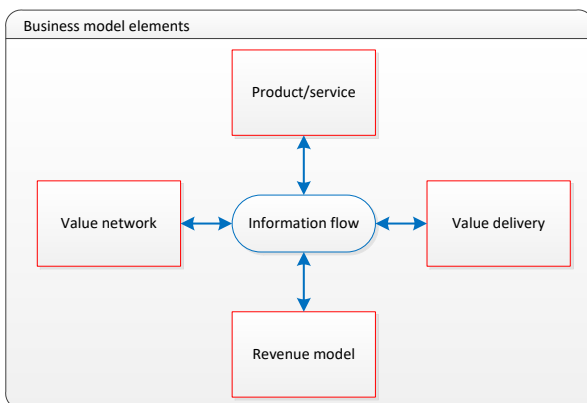 Business model elements
Product/service
Value network
Information flow
Value delivery
Revenue model